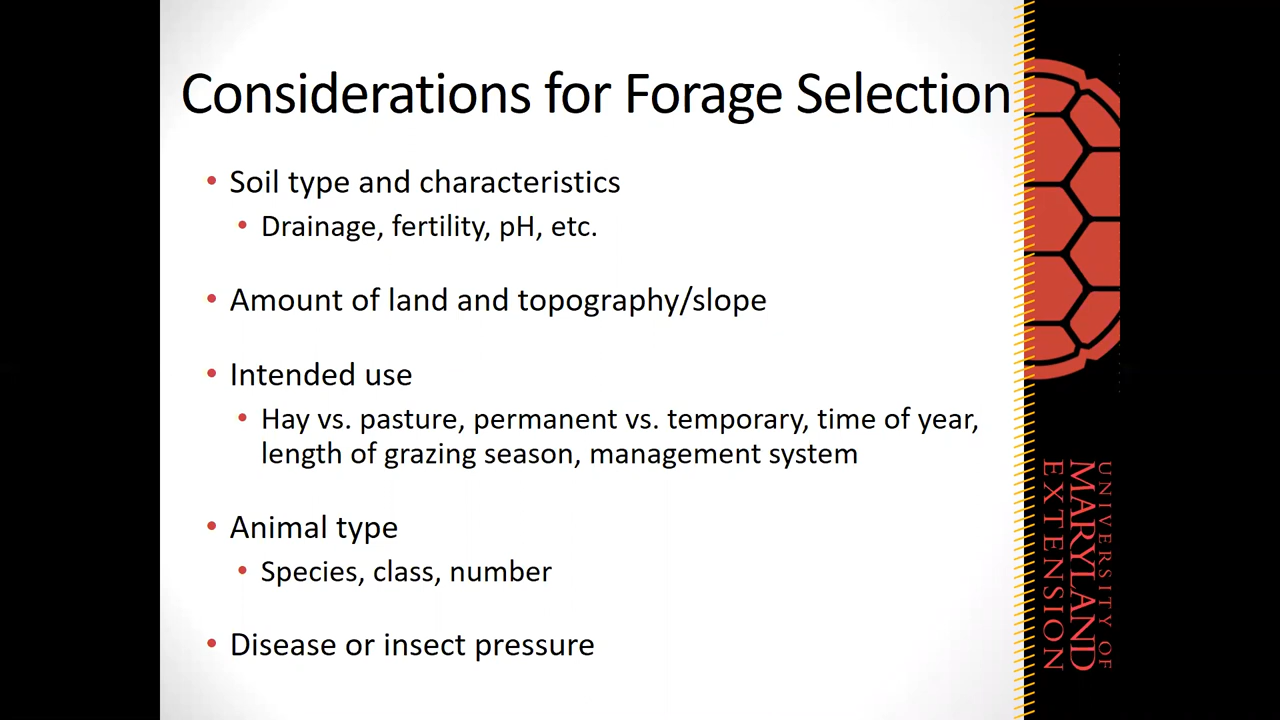 Considerations for Forage Selection
• Soil type and characteristics
• Drainage, fertility, pH, etc.
• Amount of land and topography/slope
• Intended use
• Hay vs. pasture, permanent vs. temporary, time of year,
length of grazing season, management system
• Animal type
• Species, class, number
• Disease or insect pressure
UNIVERSITY OF
MARYLAND
EXTENSION